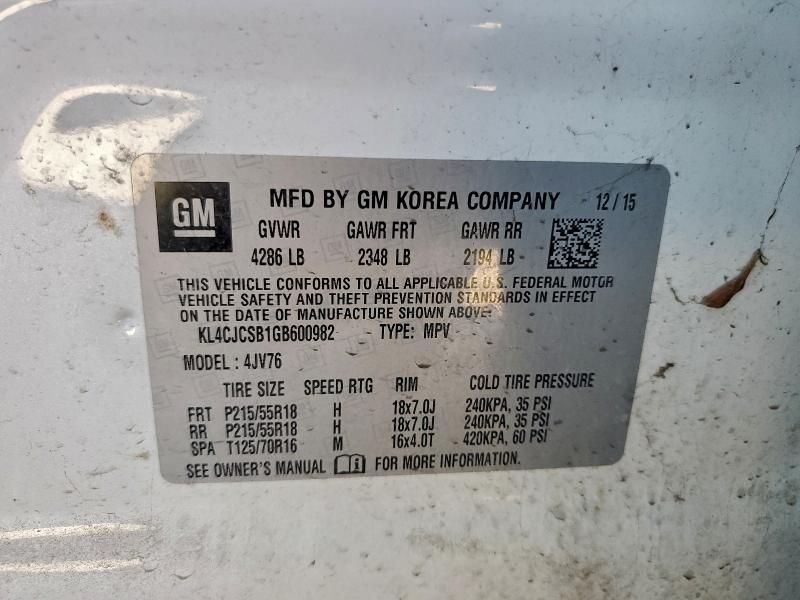 GM MFD BY GM KOREA COMPANY 12/15
GVWR GAWR FRT GAWR RR
4286 LB 2348 LB 2194 LB
THIS VEHICLE CONFORMS TO ALL APPLICABLE U.S. FEDERAL MOTOR
VEHICLE SAFETY AND THEFT PREVENTION STANDARDS IN EFFECT
ON THE DATE OF MANUFACTURE SHOWN ABOVE.
KL4CJCSB1GB600982 TYPE: MPV
MODEL : 4JV76
TIRE SIZE SPEED RTG RIM COLD TIRE PRESSURE
FRT P215/55R18 H 18x7.0J 240KPA, 35 PSI
RR P215/55R18 H 18x7.0J 240KPA, 35 PSI
SPA T125/70R16 M 16x4.0T 420KPA, 60 PSI
SEE OWNER'S MANUAL FOR MORE INFORMATION.